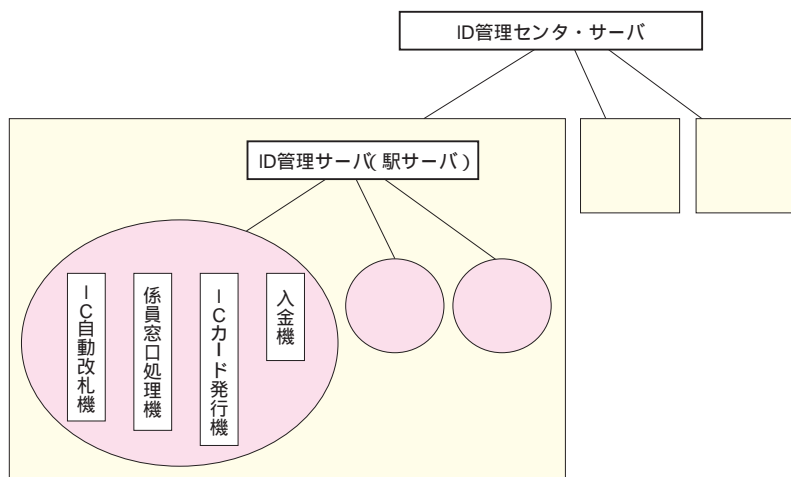 ID管理センタ・サーバ
ID管理サーバ(駅サーバ)
IC自動改札機
係員窓口処理機
ICカード発行機
入金機